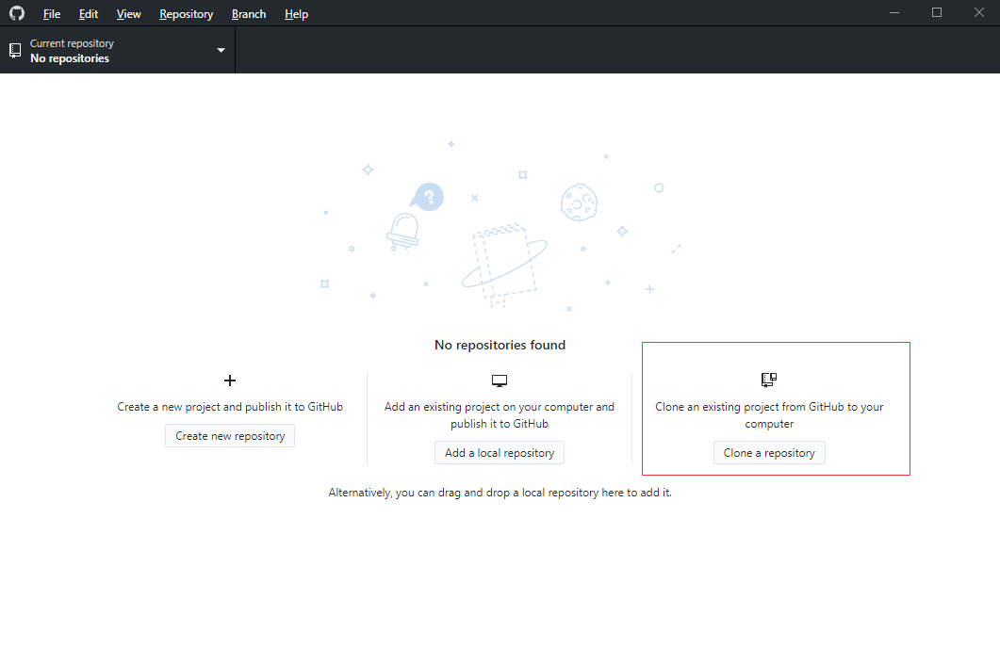 File Edit View Repository Branch Help
Current repository
No repositories
?
No repositories found
Create a new project and publish it to GitHub
Create new repository
Add an existing project on your computer and
publish it to GitHub
Add a local repository
Clone an existing project from GitHub to your
computer
Clone a repository
Alternatively, you can drag and drop a local repository here to add it.